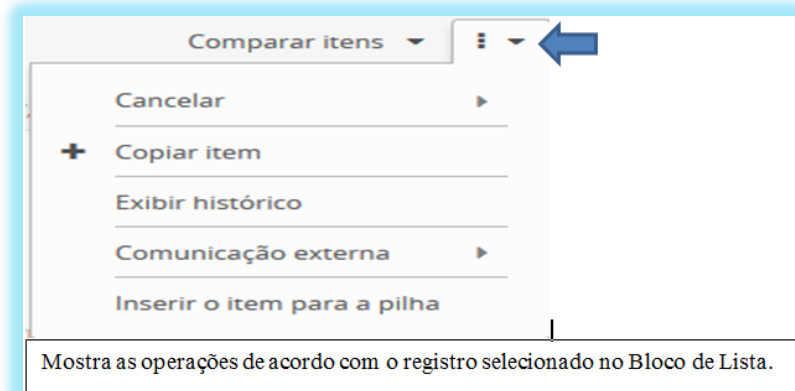 Comparar itens
Cancelar
Copiar item
Exibir histórico
Comunicação externa
Inserir o item para a pilha
Mostra as operações de acordo com o registro selecionado no Bloco de Lista.